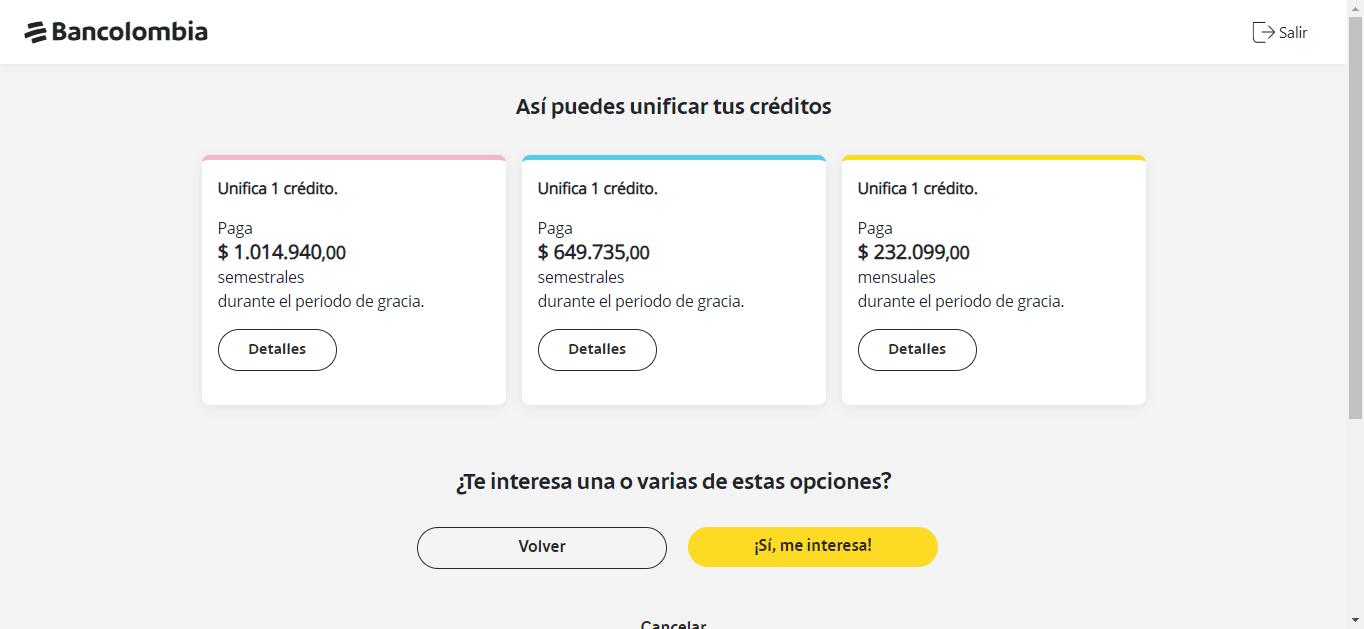 Bancolombia
Salir
Así puedes unificar tus créditos
Unifica 1 crédito.
Paga
$ 1.014.940,00
semestrales
durante el periodo de gracia.
Detalles
Unifica 1 crédito.
Paga
$ 649.735,00
semestrales
durante el periodo de gracia.
Detalles
Unifica 1 crédito.
Paga
$ 232.099,00
mensuales
durante el periodo de gracia.
Detalles
¿Te interesa una o varias de estas opciones?
Volver
¡Sí, me interesa!
Cancelar